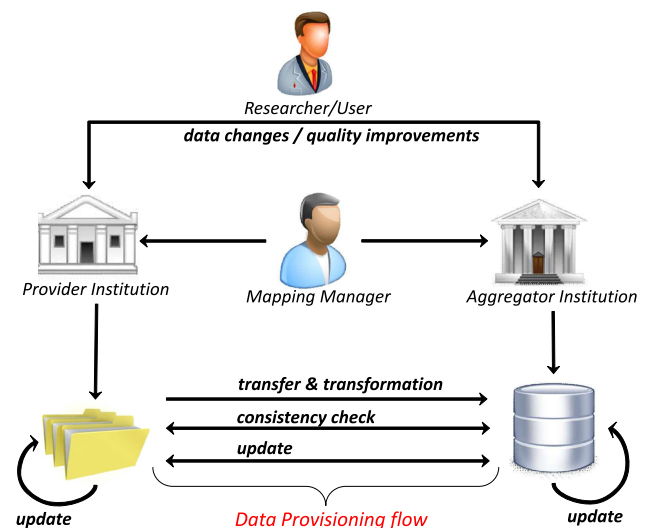 Researcher/User
data changes / quality improvements
Provider Institution
Mapping Manager
Aggregator Institution
transfer & transformation
consistency check
update
update
update
Data Provisioning flow